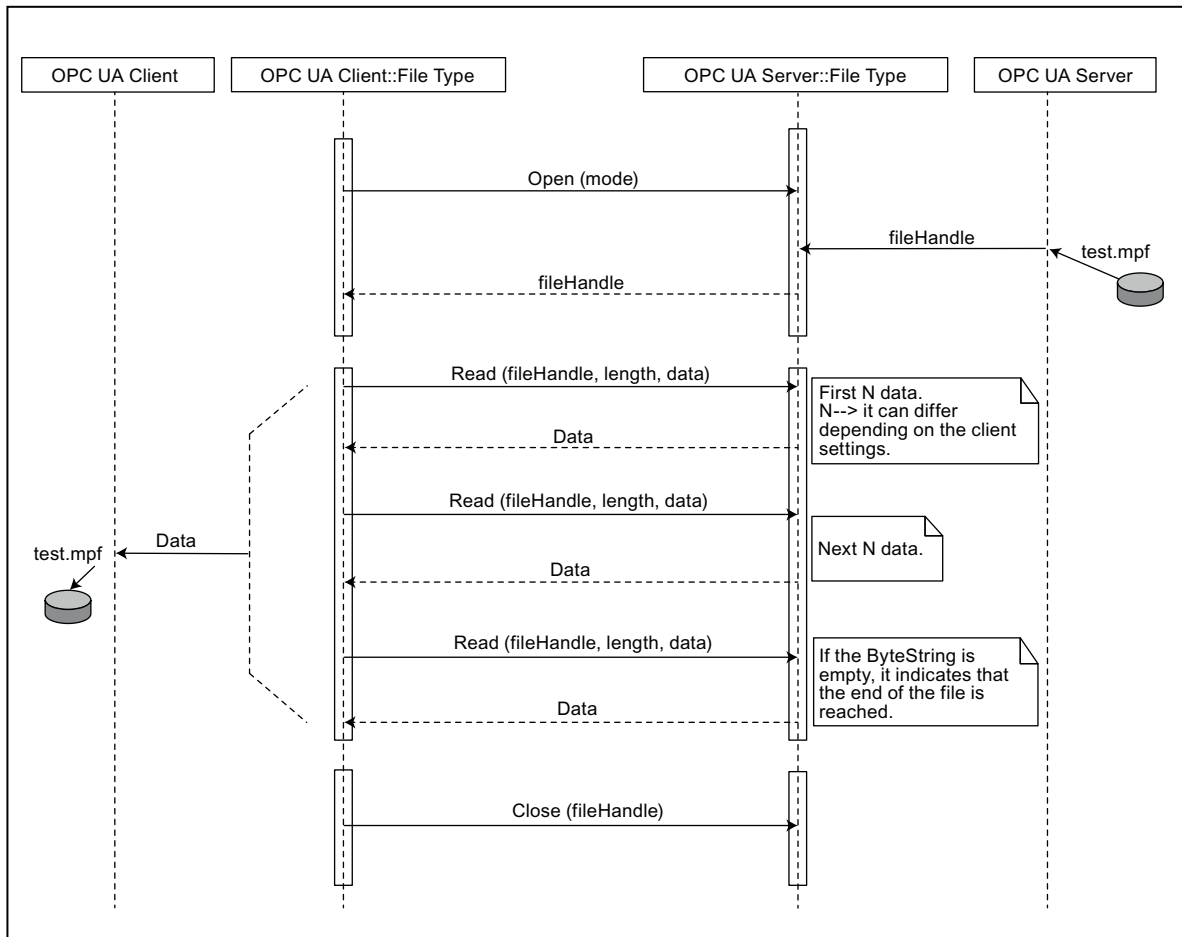 OPC UA Client
OPC UA Client::File Type
OPC UA Server::File Type
OPC UA Server
Open (mode)
fileHandle
test.mpf
fileHandle
Read (fileHandle, length, data)
First N data.
N--> it can differ
depending on the client
settings.
Data
Read (fileHandle, length, data)
Next N data.
Data
test.mpf
Data
Read (fileHandle, length, data)
If the ByteString is
empty, it indicates that
the end of the file is
reached.
Data
Close (fileHandle)